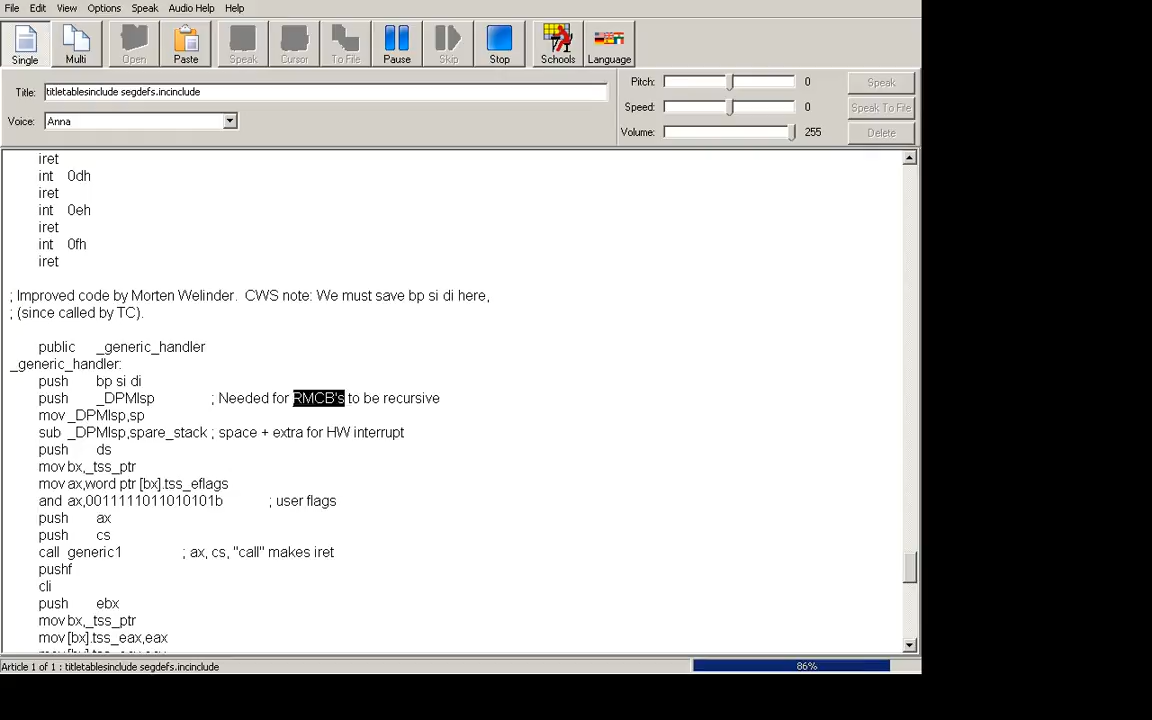 File Edit View Options Speak Audio Help Help
Single Multi Open Paste Speak Cursor To File Pause Skip Stop Schools Language
Title: titletablesinclude segdefs.incinclude
Voice: Anna
Pitch: 0 Speak
Speed: 0 Speak To File
Volume: 255 Delete
iret
int 0dh
iret
int 0eh
iret
int 0fh
iret
; Improved code by Morten Welinder. CWS note: We must save bp si di here,
; (since called by TC).
public _generic_handler
_generic_handler:
push bp si di
push _DPMIsp ; Needed for RMCB's to be recursive
mov _DPMIsp,sp
sub _DPMIsp,spare_stack ; space + extra for HW interrupt
push ds
mov bx,_tss_ptr
mov ax,word ptr [bx].tss_eflags
and ax,0011111011010101b ; user flags
push ax
push cs
call generic1 ; ax, cs, "call" makes iret
pushf
cli
push ebx
mov bx,_tss_ptr
mov [bx].tss_eax,eax
Article 1 of 1 : titletablesinclude segdefs.incinclude 86%